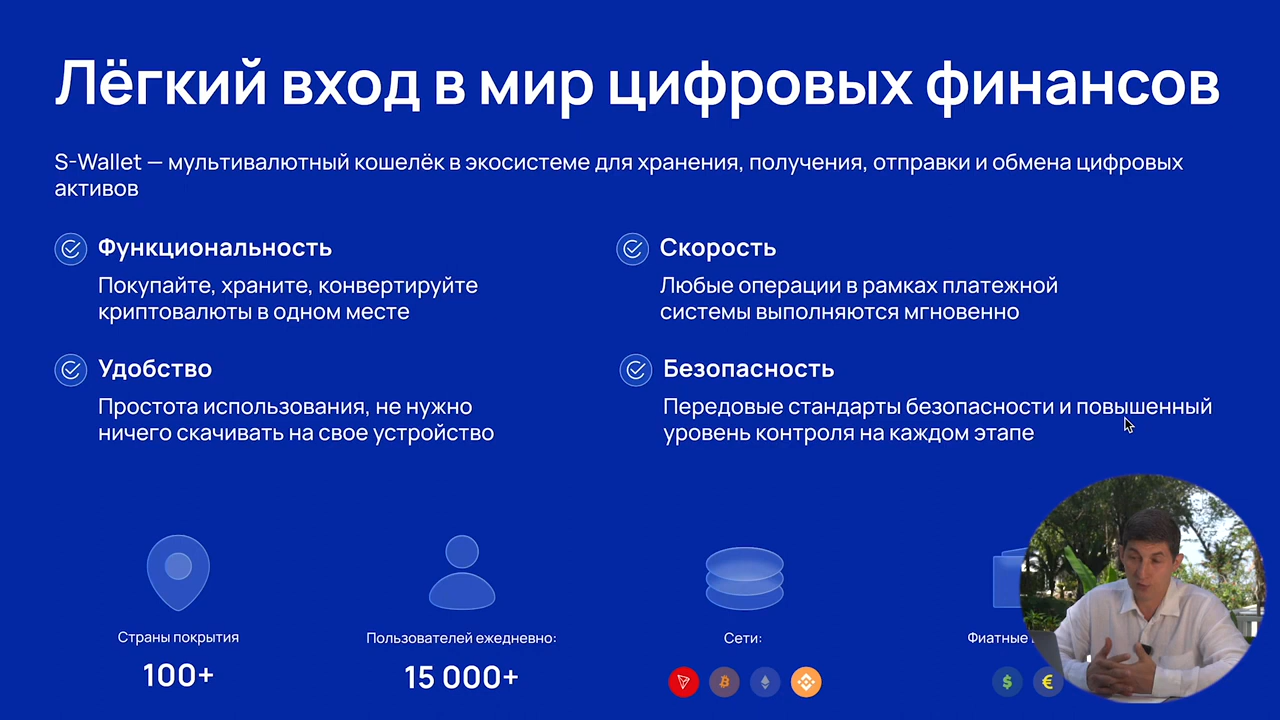 Лёгкий вход в мир цифровых финансов
S-Wallet — мультивалютный кошелёк в экосистеме для хранения, получения, отправки и обмена цифровых
активов
Функциональность
Покупайте, храните, конвертируйте
криптовалюты в одном месте
Скорость
Любые операции в рамках платежной
системы выполняются мгновенно
Удобство
Простота использования, не нужно
ничего скачивать на свое устройство
Безопасность
Передовые стандарты безопасности и повышенный
уровень контроля на каждом этапе
Страны покрытия
100+
Пользователей ежедневно:
15 000+
Сети:
Фиатные
$ €